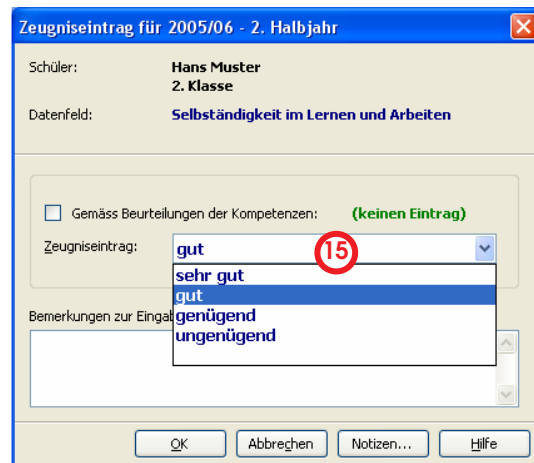 Zeugniseintrag für 2005/06 - 2. Halbjahr
Schüler: Hans Muster
2. Klasse
Datenfeld: Selbständigkeit im Lernen und Arbeiten
Gemäss Beurteilungen der Kompetenzen: (keinen Eintrag)
Zeugniseintrag: gut 15
sehr gut
gut
Bemerkungen zur Eingab genügend
ungenügend
OK Abbrechen Notizen... Hilfe